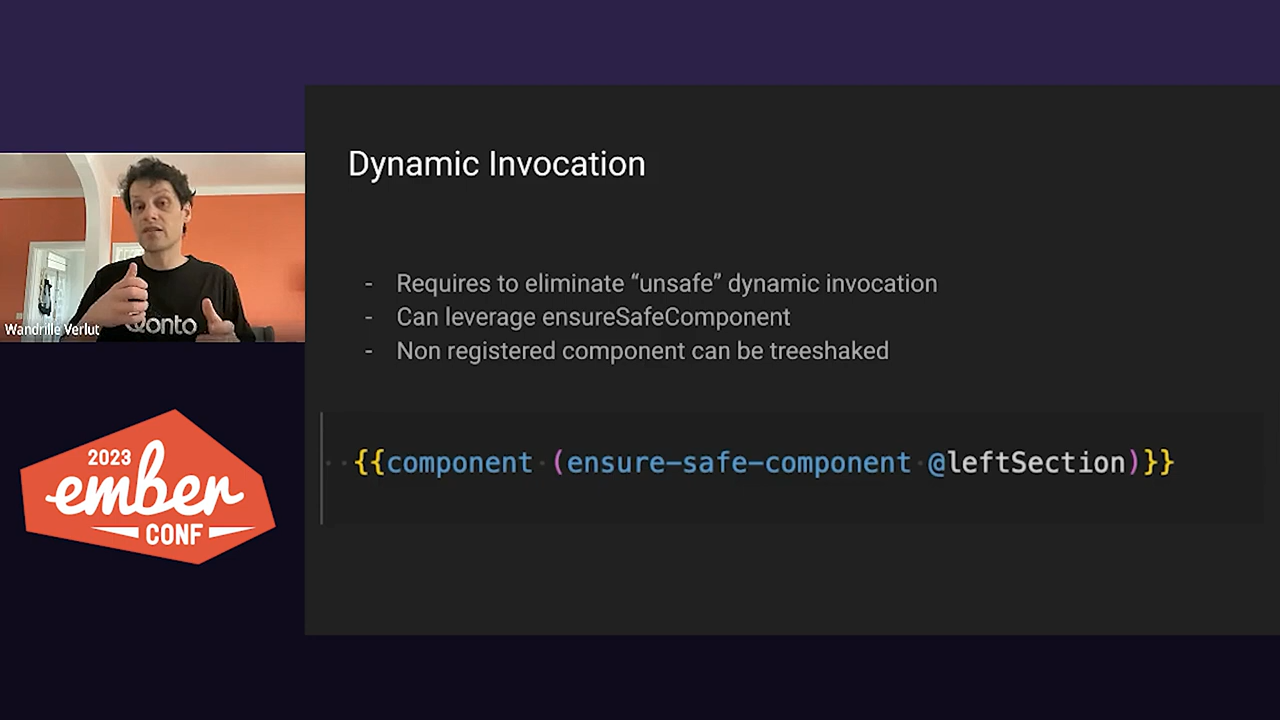 Dynamic Invocation
- Requires to eliminate “unsafe” dynamic invocation
- Can leverage ensureSafeComponent
- Non registered component can be treeshaked
{{component (ensure-safe-component @leftSection)}}
Qonto
Wandrille Verlut
2023
ember
CONF